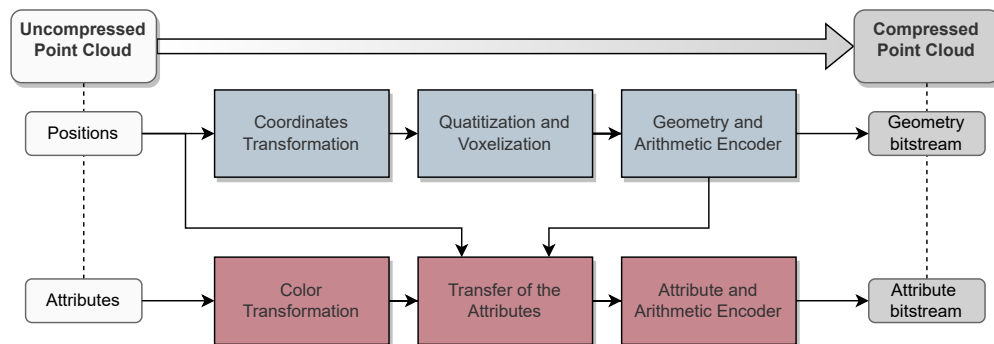 Uncompressed
Point Cloud
Compressed
Point Cloud
Positions
Coordinates
Transformation
Quatitization and
Voxelization
Geometry and
Arithmetic Encoder
Geometry
bitstream
Attributes
Color
Transformation
Transfer of the
Attributes
Attribute and
Arithmetic Encoder
Attribute
bitstream